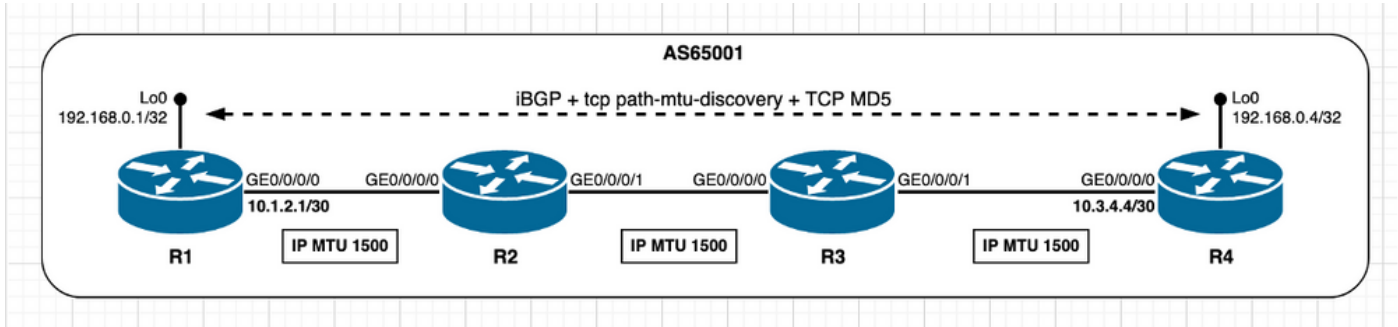 AS65001
iBGP + tcp path-mtu-discovery + TCP MD5
Lo0
192.168.0.1/32
Lo0
192.168.0.4/32
GE0/0/0/0
GE0/0/0/0
GE0/0/0/1
GE0/0/0/0
GE0/0/0/1
GE0/0/0/0
10.1.2.1/30
10.3.4.4/30
IP MTU 1500
IP MTU 1500
IP MTU 1500
R1
R2
R3
R4